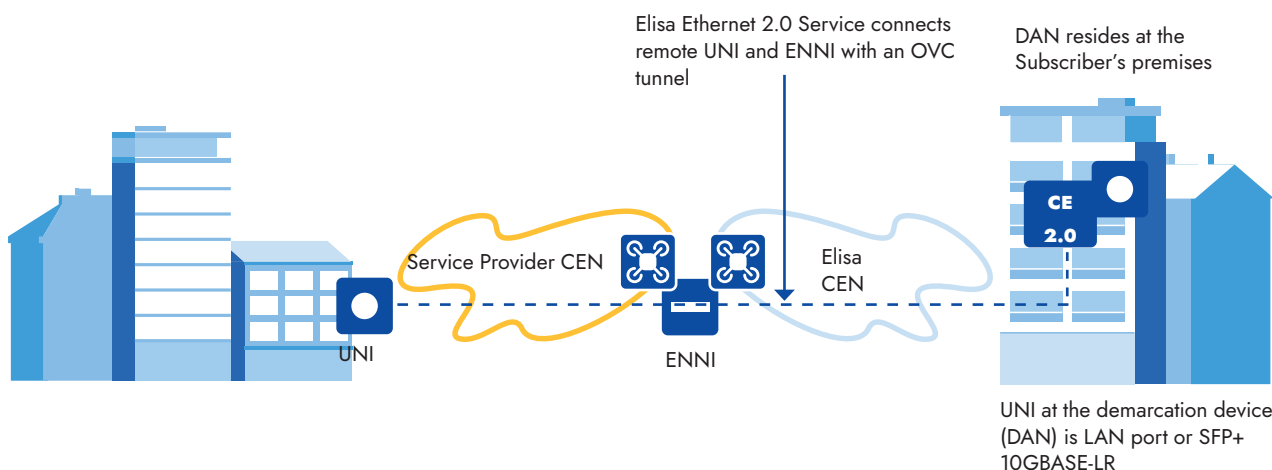 Elisa Ethernet 2.0 Service connects
remote UNI and ENNI with an OVC
tunnel
DAN resides at the
Subscriber's premises
CE
2.0
Service Provider CEN
Elisa
CEN
UNI
ENNI
UNI at the demarcation device
(DAN) is LAN port or SFP+
10GBASE-LR